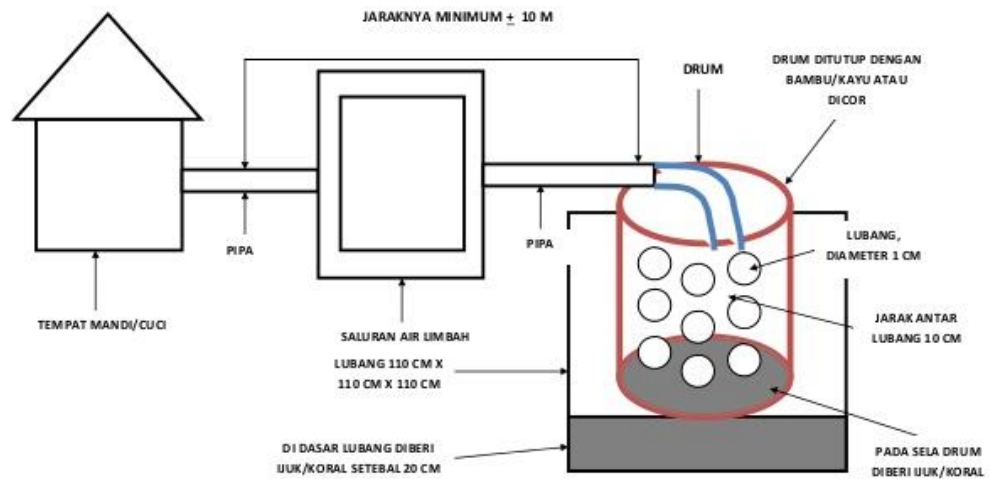 JARAKNYA MINIMUM ± 10 M
DRUM
DRUM DITUTUP DENGAN
BAMBU/KAYU ATAU
DICOR
PIPA
PIPA
LUBANG,
DIAMETER 1 CM
TEMPAT MANDI/CUCI
SALURAN AIR LIMBAH
JARAK ANTAR
LUBANG 10 CM
LUBANG 110 CM X
110 CM X 110 CM
DI DASAR LUBANG DIBERI
IJUK/KORAL SETEBAL 20 CM
PADA SELA DRUM
DIBERI IJUK/KORAL